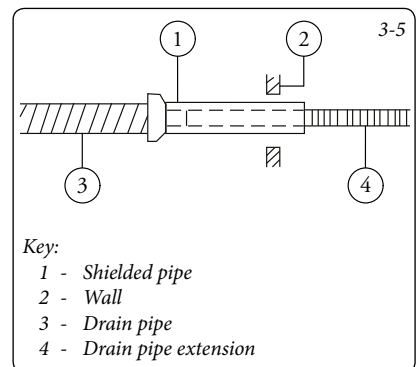 3-5
1
2
3
4
Key:
1 - Shielded pipe
2 - Wall
3 - Drain pipe
4 - Drain pipe extension